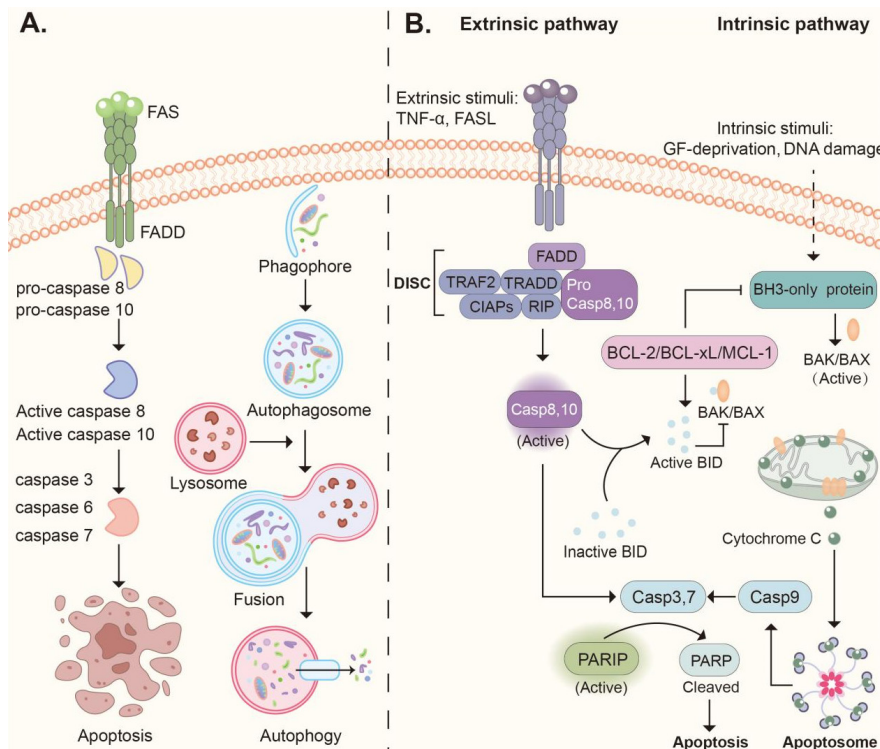 A.
FAS
FADD
pro-caspase 8
pro-caspase 10
Active caspase 8
Active caspase 10
caspase 3
caspase 6
caspase 7
Apoptosis
Phagophore
Autophagosome
Lysosome
Fusion
Autophogy
B.
Extrinsic pathway
Intrinsic pathway
Extrinsic stimuli:
TNF-α, FASL
Intrinsic stimuli:
GF-deprivation, DNA damage
DISC
FADD
TRAF2
TRADD
Pro
Casp8,10
CIAPs
RIP
BH3-only protein
BCL-2/BCL-xL/MCL-1
BAK/BAX
(Active)
Casp8,10
(Active)
BAK/BAX
Active BID
Inactive BID
Cytochrome C
Casp3,7
Casp9
PARIP
(Active)
PARP
Cleaved
Apoptosis
Apoptosome